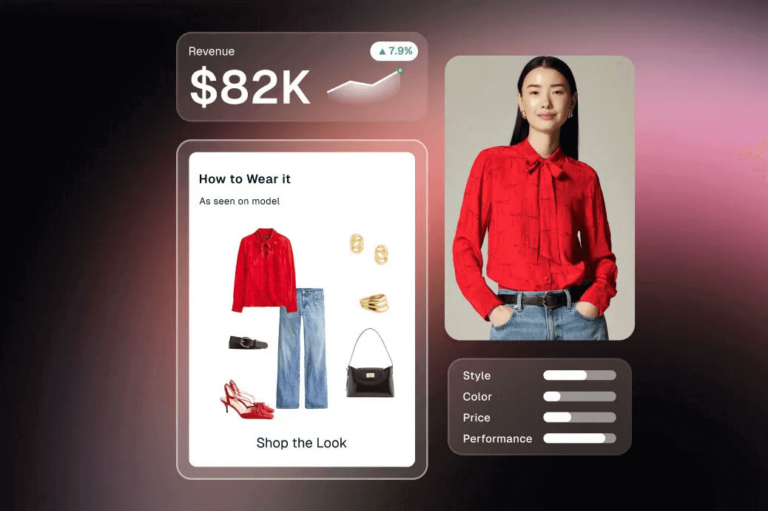 Revenue
▲ 7.9%
$82K
How to Wear it
As seen on model
Shop the Look
Style
Color
Price
Performance